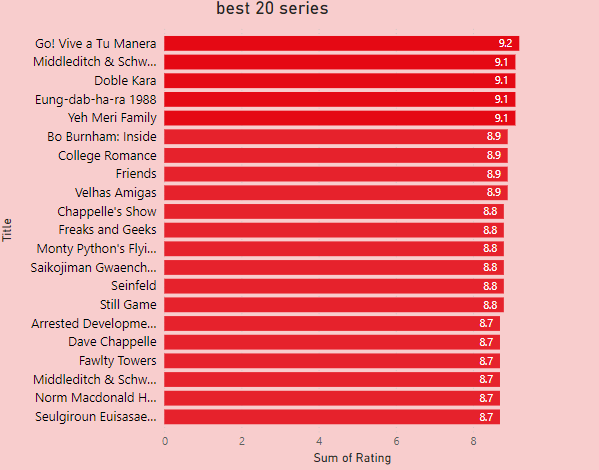 best 20 series
Title
Go! Vive a Tu Manera 9.2
Middleditch & Schw... 9.1
Doble Kara 9.1
Eung-dab-ha-ra 1988 9.1
Yeh Meri Family 9.1
Bo Burnham: Inside 8.9
College Romance 8.9
Friends 8.9
Velhas Amigas 8.9
Chappelle's Show 8.8
Freaks and Geeks 8.8
Monty Python's Flyi... 8.8
Saikojiman Gwaench... 8.8
Seinfeld 8.8
Still Game 8.8
Arrested Developme... 8.7
Dave Chappelle 8.7
Fawlty Towers 8.7
Middleditch & Schw... 8.7
Norm Macdonald H... 8.7
Seulgiroun Euisasae... 8.7
0 2 4 6 8
Sum of Rating